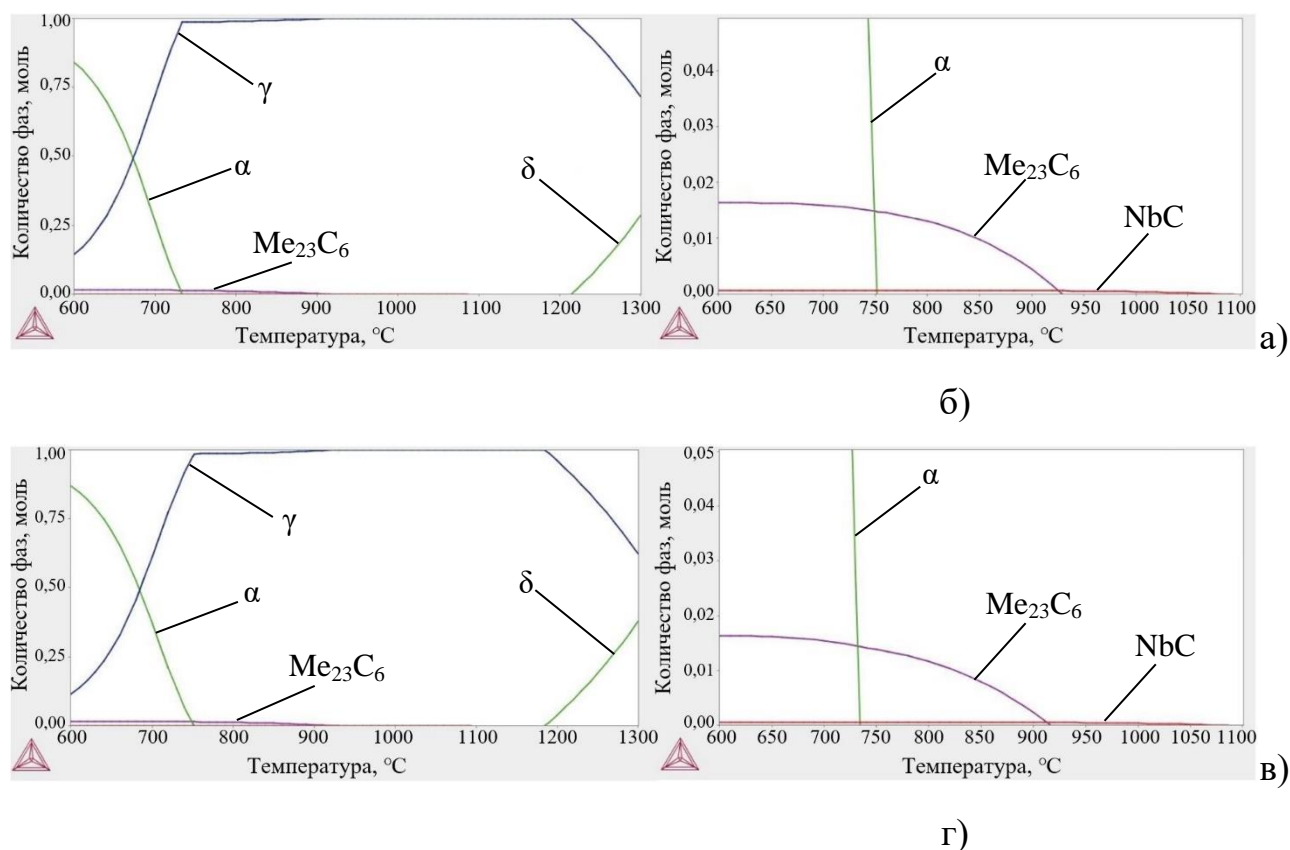 Количество фаз, моль
1,00
0,75
0,50
0,25
0,00
γ
α
δ
Me₂₃C₆
600 700 800 900 1000 1100 1200 1300
Температура, °C
Количество фаз, моль
0,04
0,03
0,02
0,01
0,00
α
Me₂₃C₆
NbC
600 650 700 750 800 850 900 950 1000 1050 1100
Температура, °C
а)
б)
Количество фаз, моль
1,00
0,75
0,50
0,25
0,00
γ
α
δ
Me₂₃C₆
600 700 800 900 1000 1100 1200 1300
Температура, °C
Количество фаз, моль
0,05
0,04
0,03
0,02
0,01
0,00
α
Me₂₃C₆
NbC
600 650 700 750 800 850 900 950 1000 1050 1100
Температура, °C
в)
г)